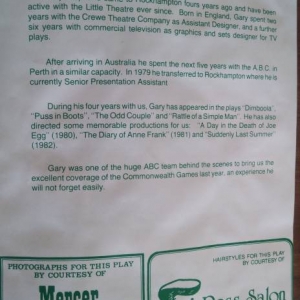 came to Rockhampton fours years ago and have been
active with the Little Theatre ever since. Born in England, Gary spent two
years with the Crewe Theatre Company as Assistant Designer, and a further
six years with commercial television as graphics and sets designer for TV
plays.
After arriving in Australia he spent the next five years with the A.B.C. in
Perth in a similar capacity. In 1979 he transferred to Rockhampton where he is
currently Senior Presentation Assistant
During his four years with us, Gary has appeared in the plays "Dimboola",
"Puss in Boots", "The Odd Couple" and "Rattle of a Simple Man". He has also
directed some memorable productions for us: "A Day in the Death of Joe
Egg" (1980), "The Diary of Anne Frank" (1981) and "Suddenly Last Summer"
(1982).
Gary was one of the huge ABC team behind the scenes to bring us the
excellent coverage of the Commonwealth Games last year, an experience he
will not forget easily.
PHOTOGRAPHS FOR THIS PLAY
BY COURTESY OF
Mercer
HAIRSTYLES FOR THIS PLAY
BY COURTESY OF
Salon